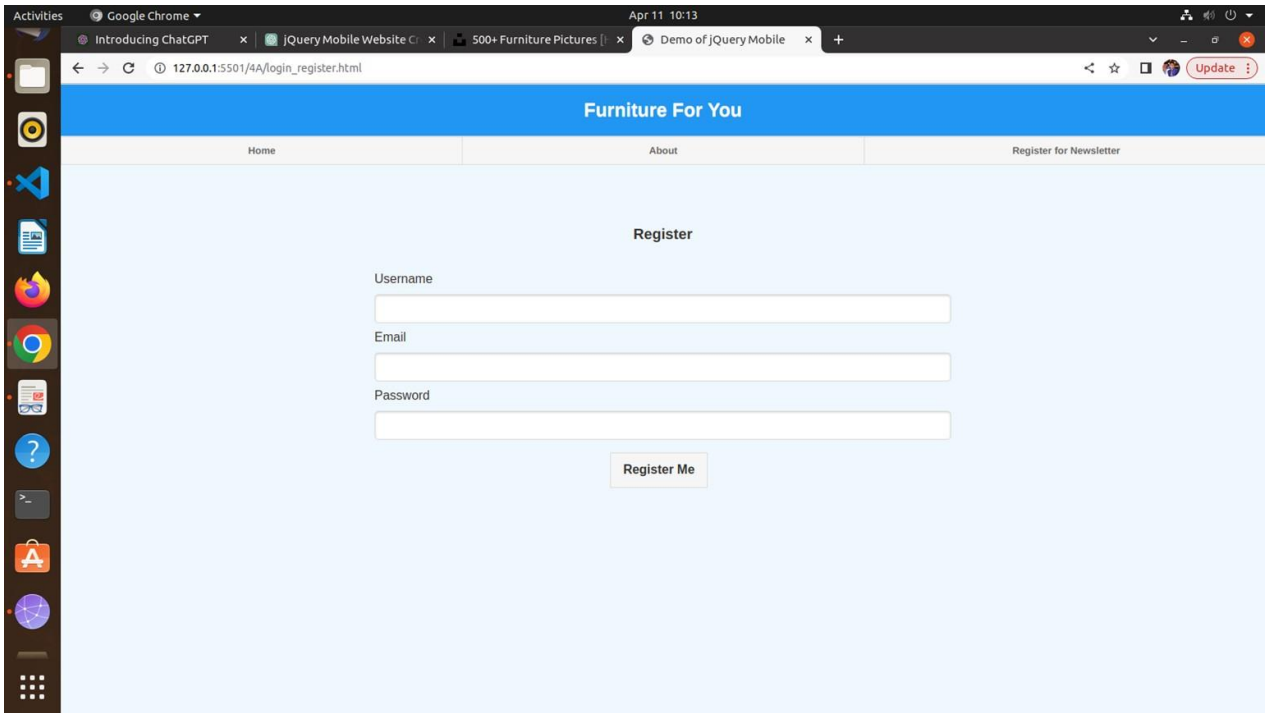 Activities Google Chrome Apr 11 10:13
Introducing ChatGPT jQuery Mobile Website Cr 500+ Furniture Pictures [H Demo of jQuery Mobile
127.0.0.1:5501/4A/login_register.html Update
Furniture For You
Home About Register for Newsletter
Register
Username
Email
Password
Register Me